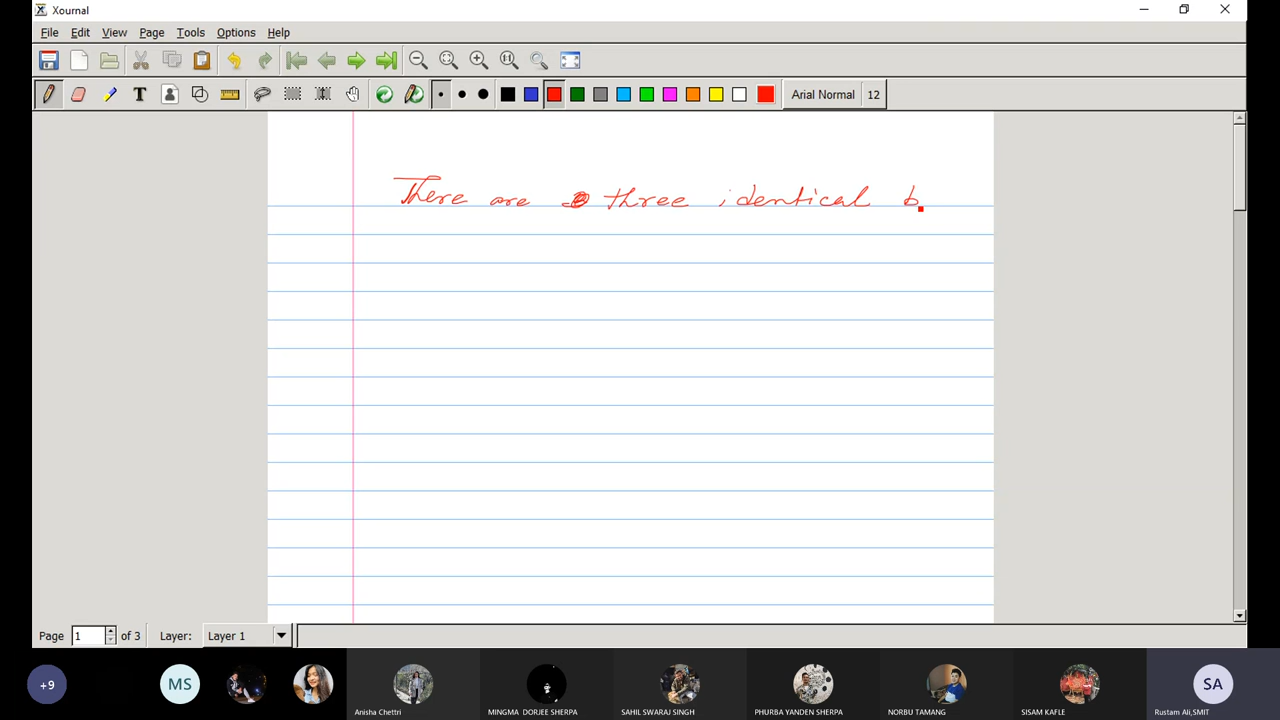 Xournal
File Edit View Page Tools Options Help
T Arial Normal 12
There are three identical b
Page 1 of 3 Layer: Layer 1
+9 MS SA
Anisha Chettri MINGMA DORJEE SHERPA SAHIL SWARAJ SINGH PHURBA YANDEN SHERPA NORBU TAMANG SISAM KAFLE Rustam Ali,SMIT